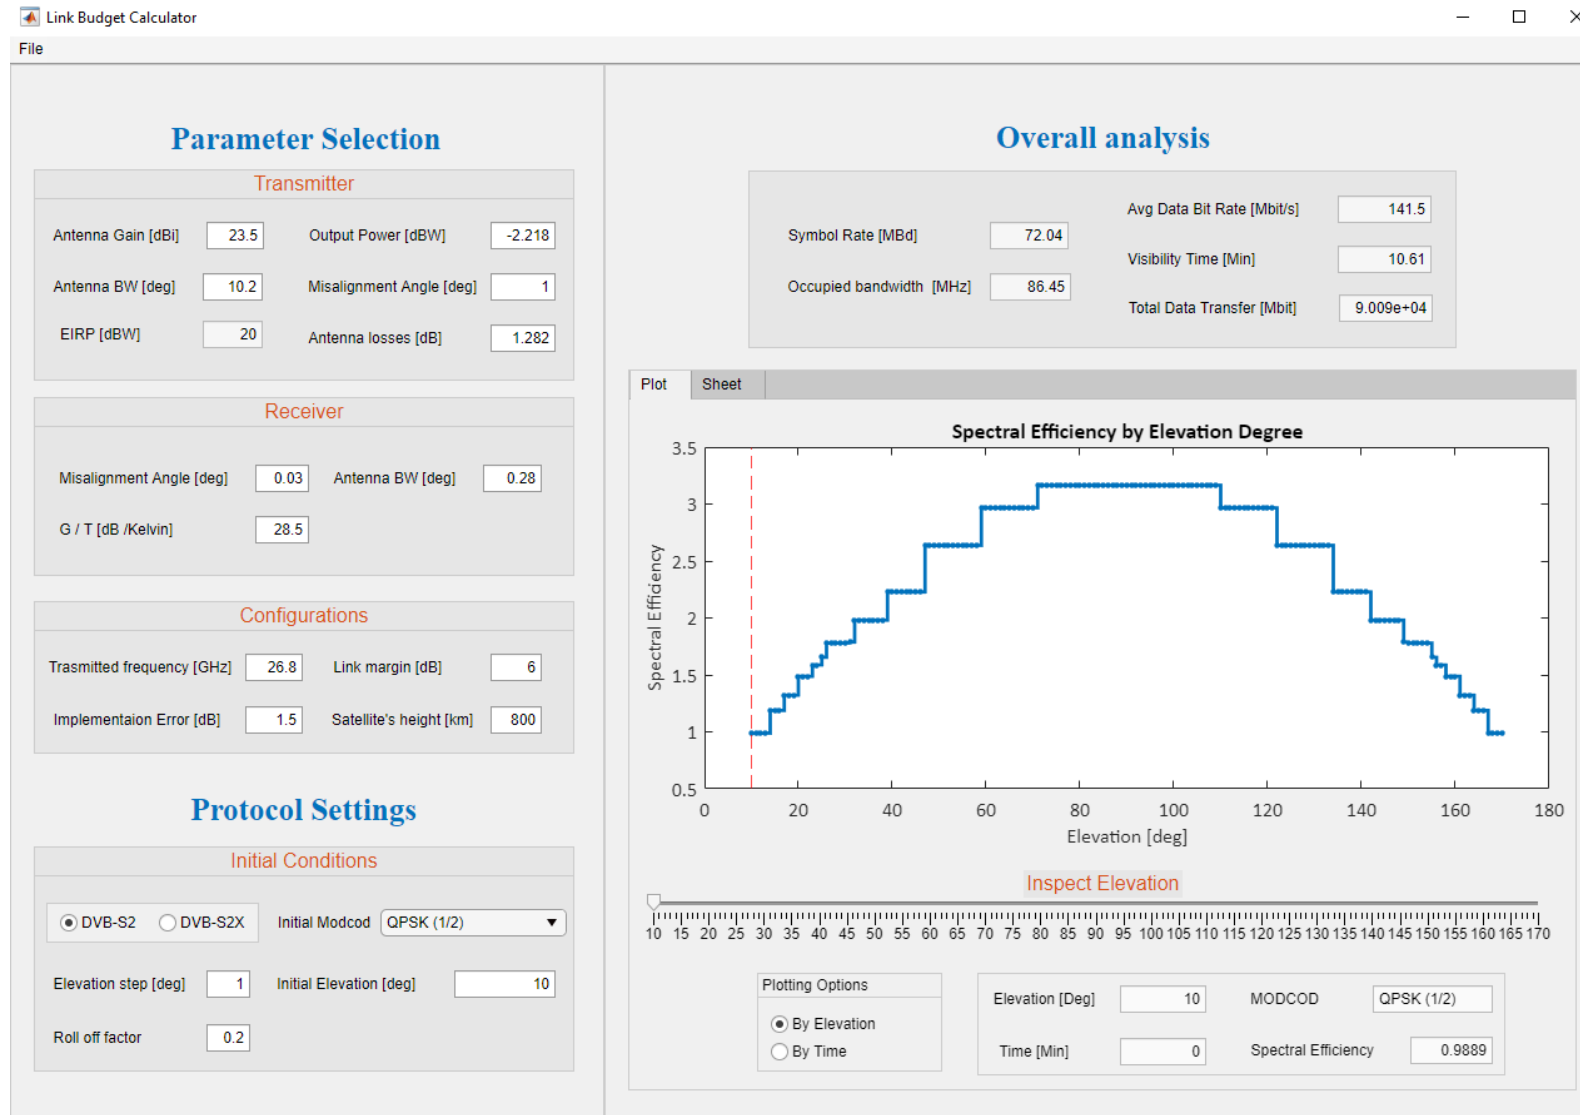 Link Budget Calculator
File
Parameter Selection
Transmitter
Antenna Gain [dBi] 23.5 Output Power [dBW] -2.218
Antenna BW [deg] 10.2 Misalignment Angle [deg] 1
EIRP [dBW] 20 Antenna losses [dB] 1.282
Receiver
Misalignment Angle [deg] 0.03 Antenna BW [deg] 0.28
G / T [dB /Kelvin] 28.5
Configurations
Trasmitted frequency [GHz] 26.8 Link margin [dB] 6
Implementaion Error [dB] 1.5 Satellite's height [km] 800
Protocol Settings
Initial Conditions
DVB-S2 DVB-S2X Initial Modcod QPSK (1/2)
Elevation step [deg] 1 Initial Elevation [deg] 10
Roll off factor 0.2
Overall analysis
Symbol Rate [MBd] 72.04
Occupied bandwidth [MHz] 86.45
Avg Data Bit Rate [Mbit/s] 141.5
Visibility Time [Min] 10.61
Total Data Transfer [Mbit] 9.009e+04
Plot Sheet
Spectral Efficiency by Elevation Degree
Spectral Efficiency
3.5
3
2.5
2
1.5
1
0.5
0 20 40 60 80 100 120 140 160 180
Elevation [deg]
Inspect Elevation
10 15 20 25 30 35 40 45 50 55 60 65 70 75 80 85 90 95 100 105 110 115 120 125 130 135 140 145 150 155 160 165 170
Plotting Options
By Elevation
By Time
Elevation [Deg] 10 MODCOD QPSK (1/2)
Time [Min] 0 Spectral Efficiency 0.9889